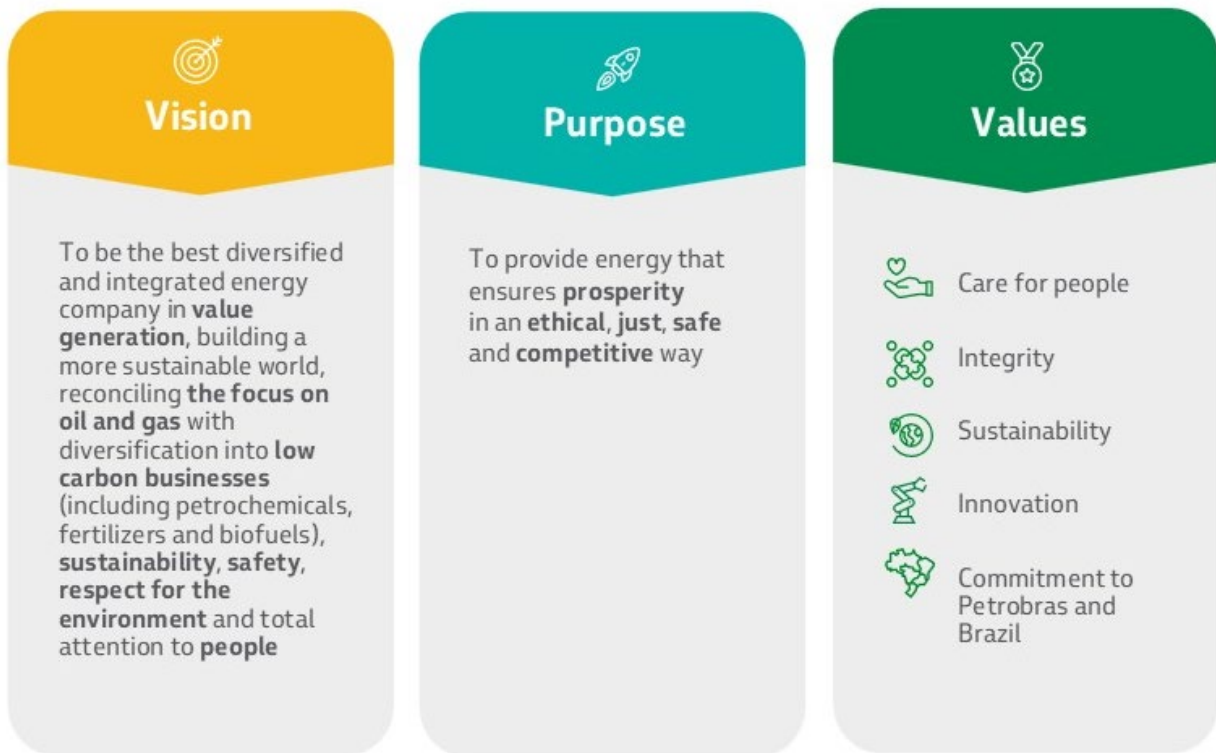 Vision
To be the best diversified
and integrated energy
company in value
generation, building a
more sustainable world,
reconciling the focus on
oil and gas with
diversification into low
carbon businesses
(including petrochemicals,
fertilizers and biofuels),
sustainability, safety,
respect for the
environment and total
attention to people
Purpose
To provide energy that
ensures prosperity
in an ethical, just, safe
and competitive way
Values
Care for people
Integrity
Sustainability
Innovation
Commitment to
Petrobras and
Brazil